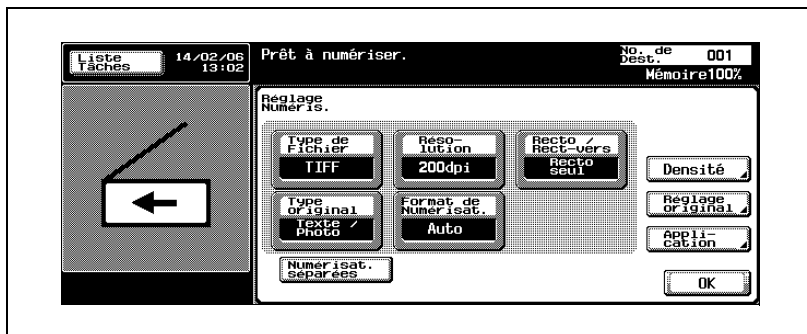 Liste
Tâches
14/02/06
13:02
Prêt à numériser.
No. de
Dest.
001
Mémoire100%
Réglage
Numéris.
Type de
Fichier
TIFF
Réso-
lution
200dpi
Recto /
Rect-vers
Recto
seul
Densité
Type
original
Texte /
Photo
Format de
Numérisat.
Auto
Réglage
original
Appli-
cation
Numérisat.
séparées
OK